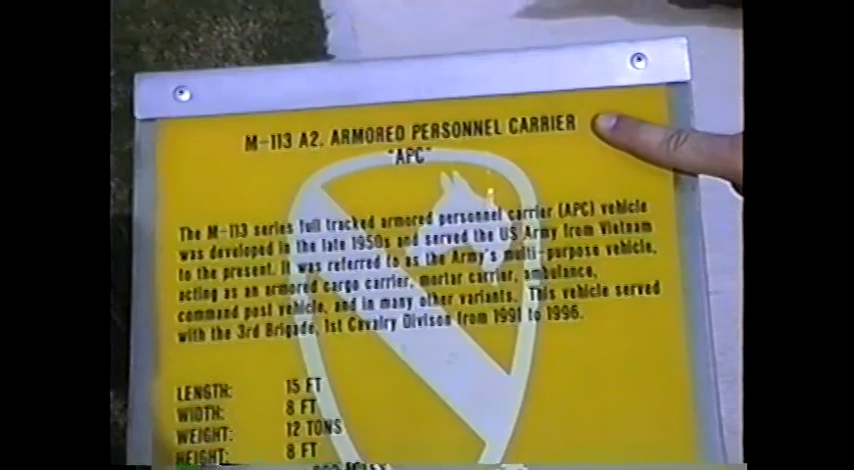 M-113 A2. ARMORED PERSONNEL CARRIER
"APC"
The M-113 series full tracked armored personnel carrier (APC) vehicle
was developed in the late 1950s and served the US Army from Vietnam
to the present. It was referred to as the Army's multi-purpose vehicle,
acting as an armored cargo carrier, mortar carrier, ambulance,
command post vehicle, and in many other variants. This vehicle served
with the 3rd Brigade, 1st Cavalry Divison from 1991 to 1996.
LENGTH: 15 FT
WIDTH: 8 FT
WEIGHT: 12 TONS
HEIGHT: 8 FT